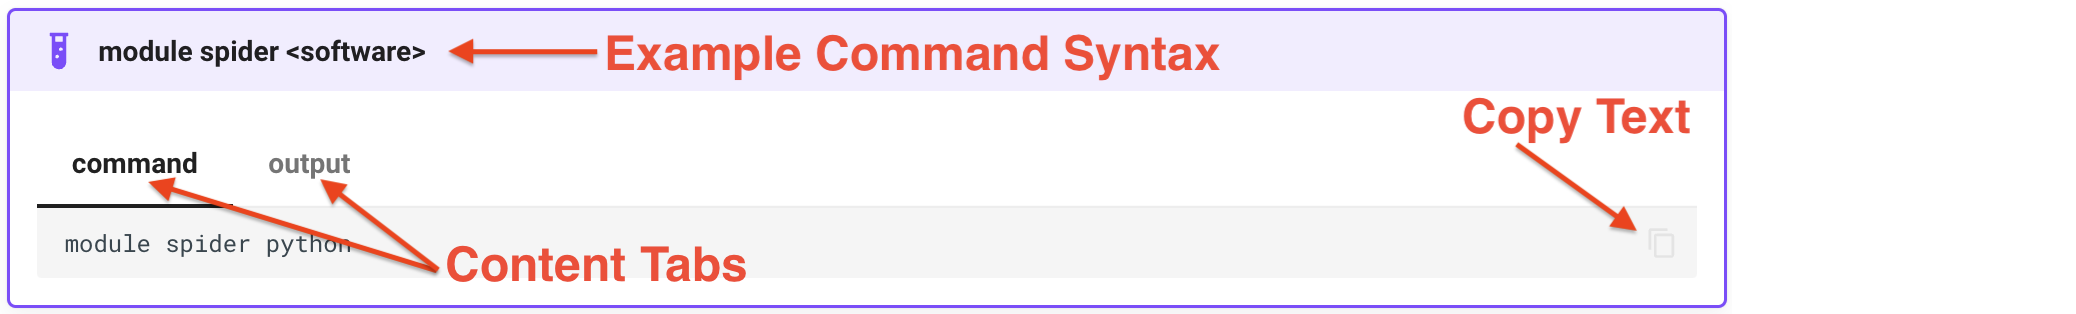 module spider <software>
Example Command Syntax
Copy Text
command
output
module spider python
Content Tabs